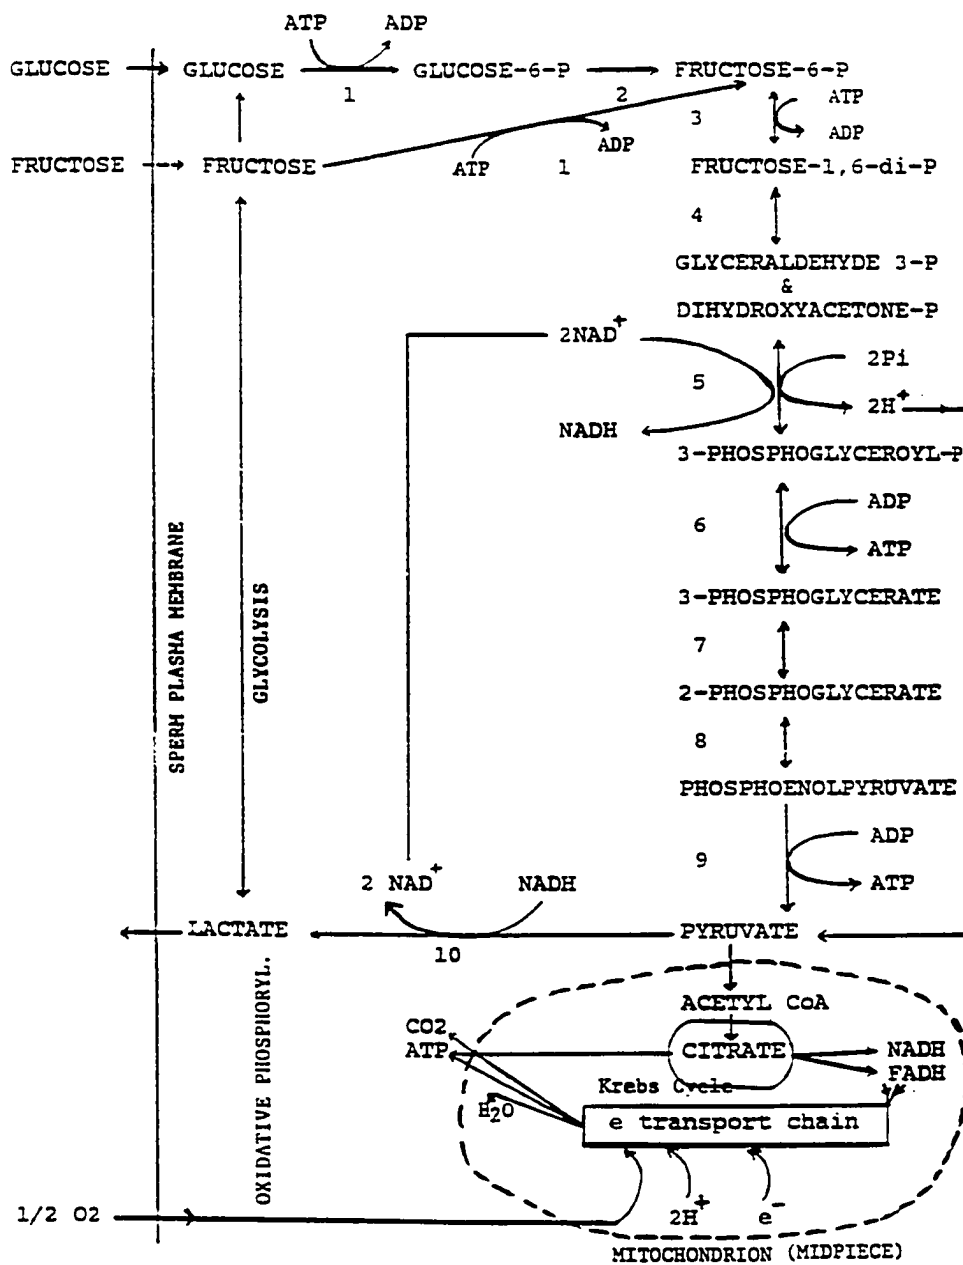 ATP ADP
GLUCOSE GLUCOSE GLUCOSE-6-P FRUCTOSE-6-P
1 2
3 ATP
ADP
ADP
FRUCTOSE FRUCTOSE ATP 1 FRUCTOSE-1,6-di-P
4
GLYCERALDEHYDE 3-P
&
DIHYDROXYACETONE-P
2NAD+
2Pi
5
2H+
NADH
3-PHOSPHOGLYCEROYL-P
ADP
6
ATP
SPERM PLASMA MEMBRANE
GLYCOLYSIS
3-PHOSPHOGLYCERATE
7
2-PHOSPHOGLYCERATE
8
PHOSPHOENOLPYRUVATE
ADP
9
2 NAD+ NADH ATP
LACTATE PYRUVATE
10
OXIDATIVE PHOSPHORYL.
ACETYL CoA
CO2
ATP CITRATE NADH
FADH
Krebs Cycle
H2O
e transport chain
1/2 O2 2H+ e-
MITOCHONDRION (MIDPIECE)